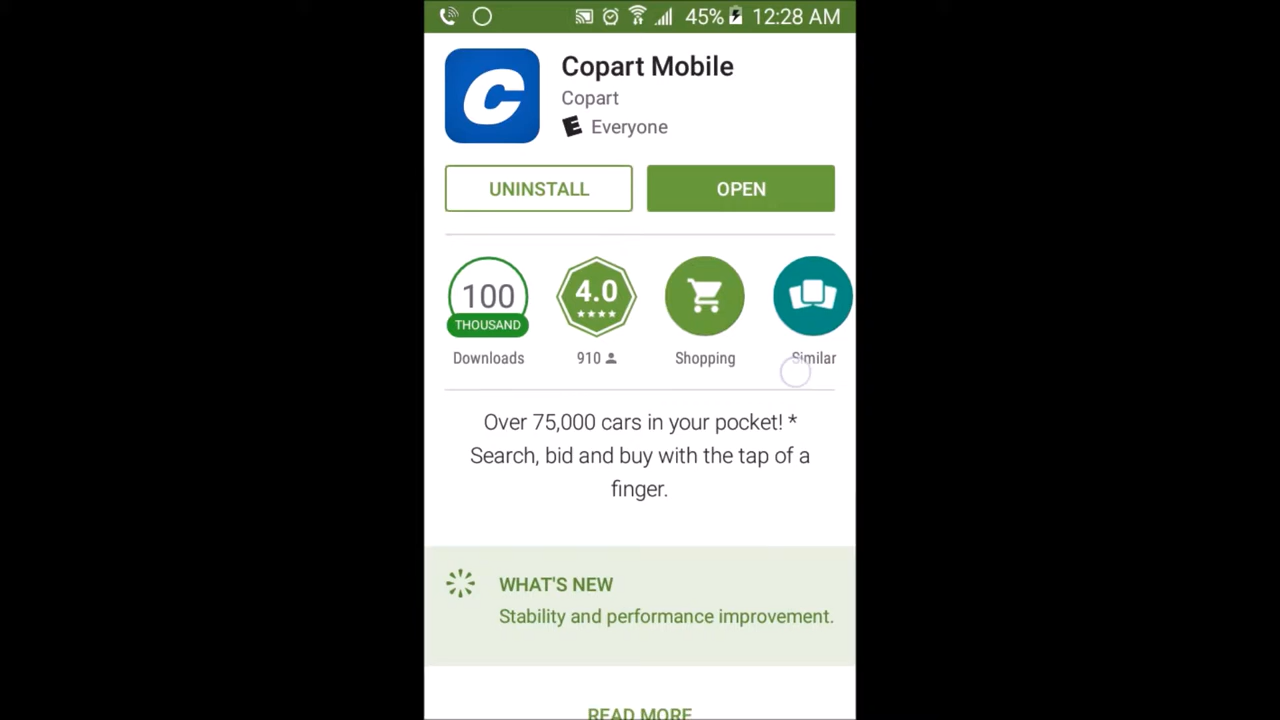 45% 12:28 AM
C
Copart Mobile
Copart
E Everyone
UNINSTALL
OPEN
100
THOUSAND
4.0
Downloads
910
Shopping
Similar
Over 75,000 cars in your pocket! *
Search, bid and buy with the tap of a
finger.
WHAT'S NEW
Stability and performance improvement.
READ MORE